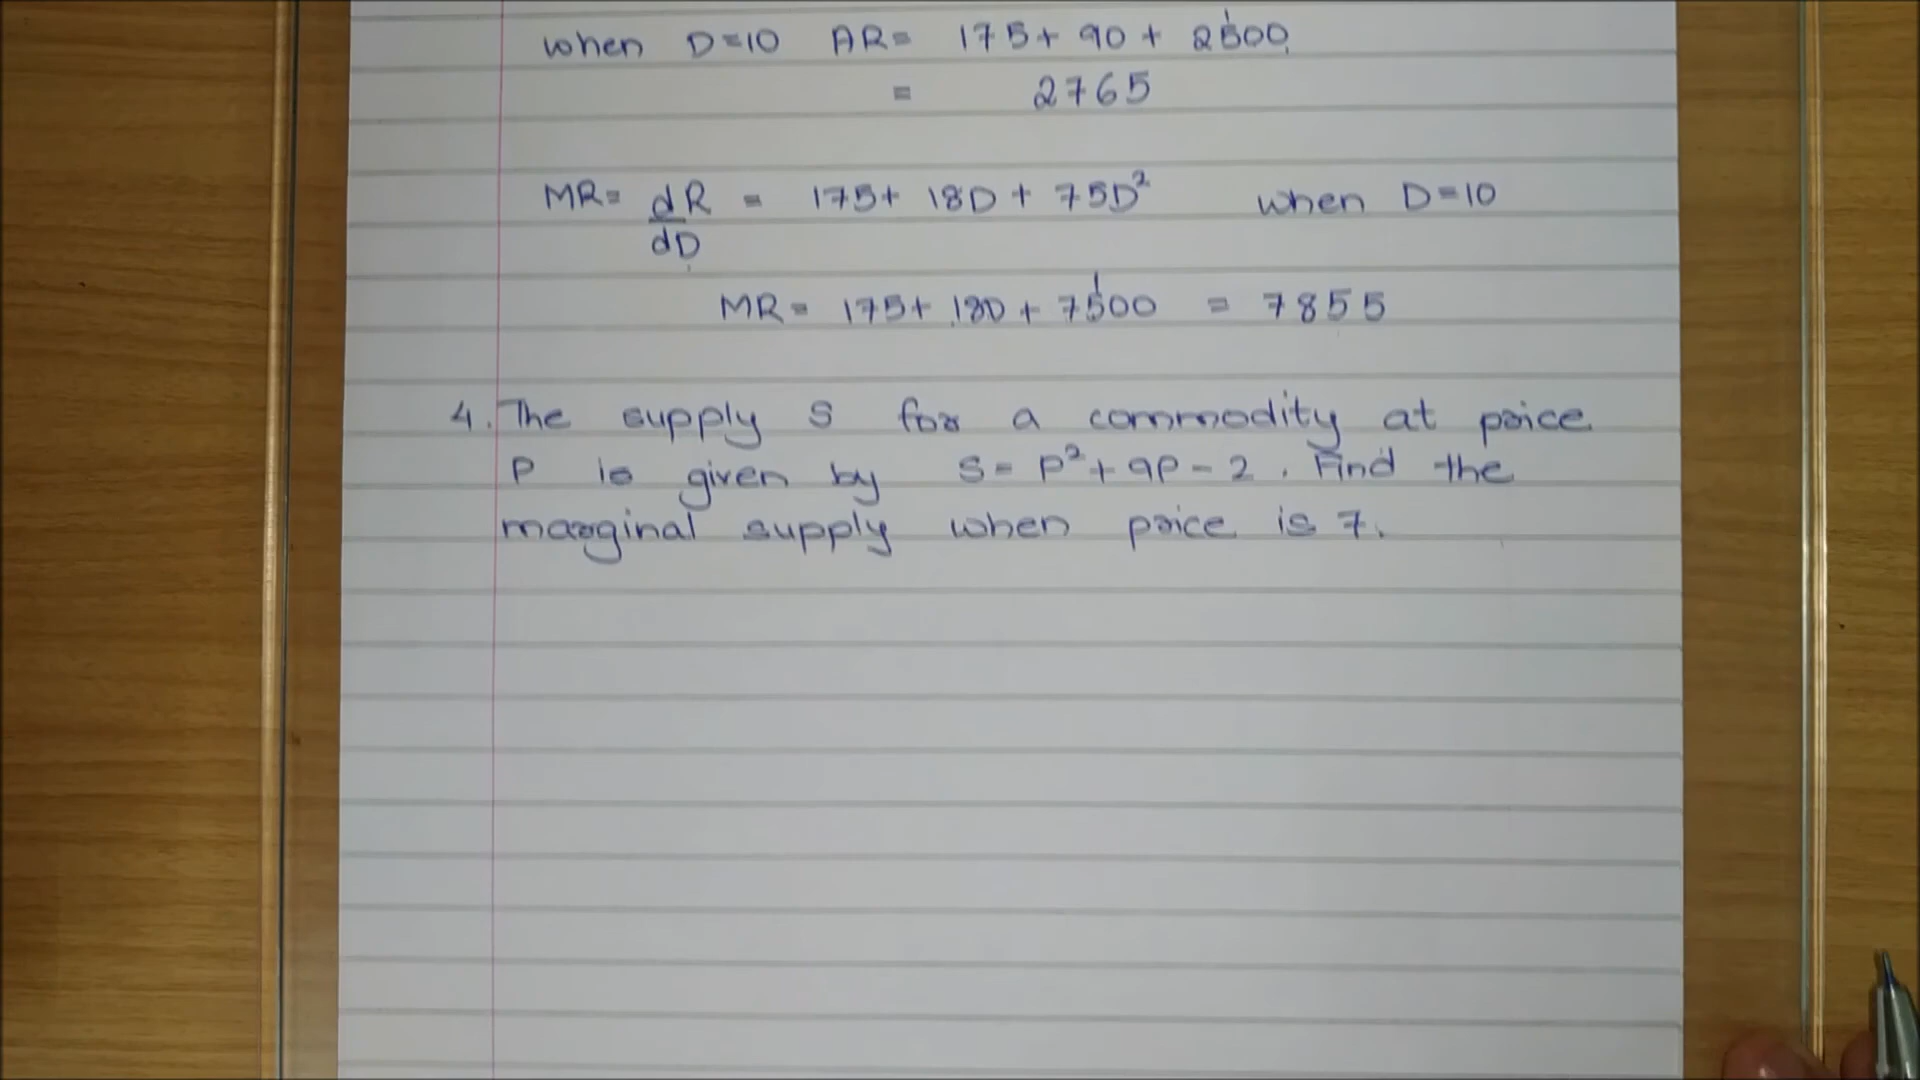 when D=10 AR= 175+ 90 + 2500
= 2765
MR= dR/dD = 175+ 18D + 75D² when D=10
MR= 175+ 180 + 7500 = 7855
4. The supply S for a commodity at price
P is given by S= P²+9P-2. Find the
marginal supply when price is 7.